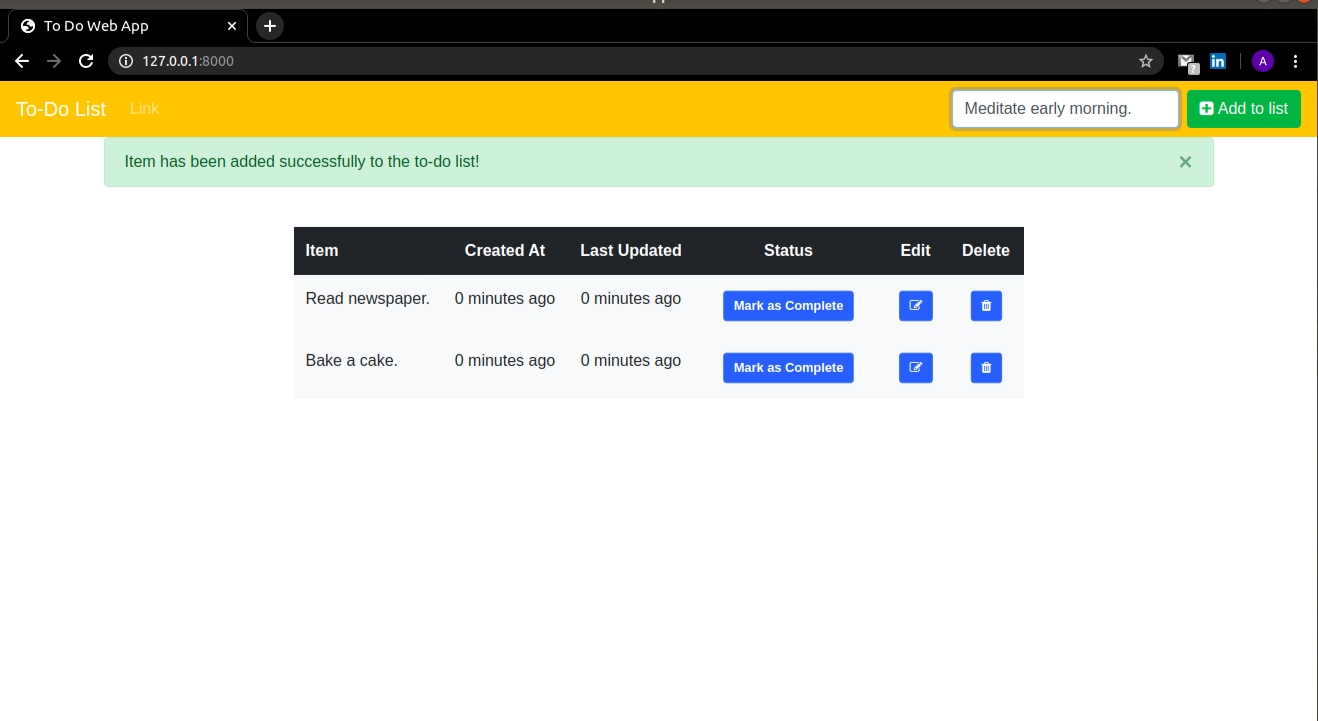 To Do Web App
127.0.0.1:8000
in
A
To-Do List Link Meditate early morning. Add to list
Item has been added successfully to the to-do list! ×
Item Created At Last Updated Status Edit Delete
Read newspaper. 0 minutes ago 0 minutes ago Mark as Complete
Bake a cake. 0 minutes ago 0 minutes ago Mark as Complete